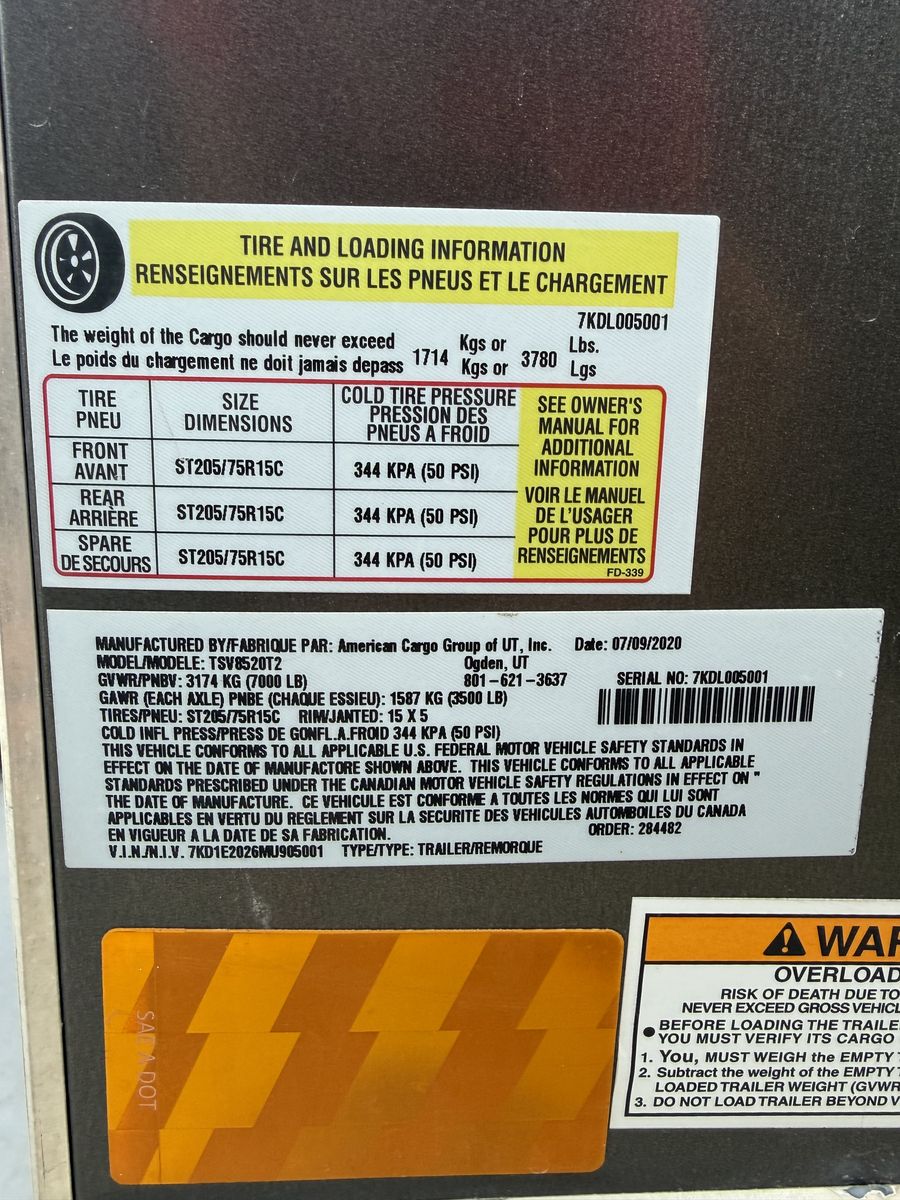 TIRE AND LOADING INFORMATION
RENSEIGNEMENTS SUR LES PNEUS ET LE CHARGEMENT
7KDL005001
The weight of the Cargo should never exceed
Le poids du chargement ne doit jamais depass
1714
Kgs or
Kgs or
3780
Lbs.
Lgs
TIRE
PNEU
SIZE
DIMENSIONS
COLD TIRE PRESSURE
PRESSION DES
PNEUS A FROID
SEE OWNER'S
MANUAL FOR
ADDITIONAL
INFORMATION
VOIR LE MANUEL
DE L'USAGER
POUR PLUS DE
RENSEIGNEMENTS
FD-339
FRONT
AVANT
ST205/75R15C
344 KPA (50 PSI)
REAR
ARRIÈRE
ST205/75R15C
344 KPA (50 PSI)
SPARE
DE SECOURS
ST205/75R15C
344 KPA (50 PSI)
MANUFACTURED BY/FABRIQUE PAR: American Cargo Group of UT, Inc. Date: 07/09/2020
MODEL/MODELE: TSV8520T2 Ogden, UT
GVWR/PNBV: 3174 KG (7000 LB) 801-621-3637 SERIAL NO: 7KDL005001
GAWR (EACH AXLE) PNBE (CHAQUE ESSIEU): 1587 KG (3500 LB)
TIRES/PNEU: ST205/75R15C RIM/JANTED: 15 X 5
COLD INFL PRESS/PRESS DE GONFL.A.FROID 344 KPA (50 PSI)
THIS VEHICLE CONFORMS TO ALL APPLICABLE U.S. FEDERAL MOTOR VEHICLE SAFETY STANDARDS IN
EFFECT ON THE DATE OF MANUFACTORE SHOWN ABOVE. THIS VEHICLE CONFORMS TO ALL APPLICABLE
STANDARDS PRESCRIBED UNDER THE CANADIAN MOTOR VEHICLE SAFETY REGULATIONS IN EFFECT ON "
THE DATE OF MANUFACTURE. CE VEHICULE EST CONFORME A TOUTES LES NORMES QUI LUI SONT
APPLICABLES EN VERTU DU REGLEMENT SUR LA SECURITE DES VEHICULES AUTOMBOILES DU CANADA
EN VIGUEUR A LA DATE DE SA FABRICATION. ORDER: 284482
V.I.N./N.I.V. 7KD1E2026MU905001 TYPE/TYPE: TRAILER/REMORQUE
WAR
OVERLOAD
RISK OF DEATH DUE TO
NEVER EXCEED GROSS VEHICL
● BEFORE LOADING THE TRAILE
YOU MUST VERIFY ITS CARGO
1. You, MUST WEIGH the EMPTY T
2. Subtract the weight of the EMPTY T
LOADED TRAILER WEIGHT (GVWR
3. DO NOT LOAD TRAILER BEYOND V